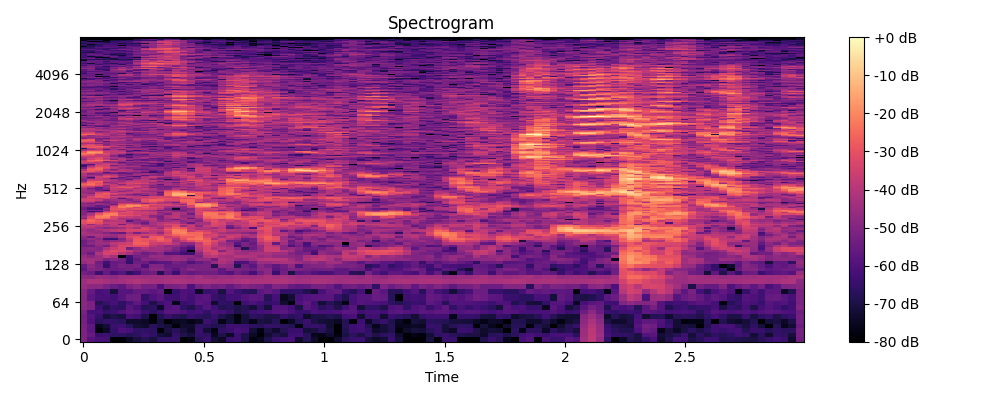 Spectrogram
Hz
4096
2048
1024
512
256
128
64
0
0
0.5
1
1.5
2
2.5
Time
+0 dB
-10 dB
-20 dB
-30 dB
-40 dB
-50 dB
-60 dB
-70 dB
-80 dB